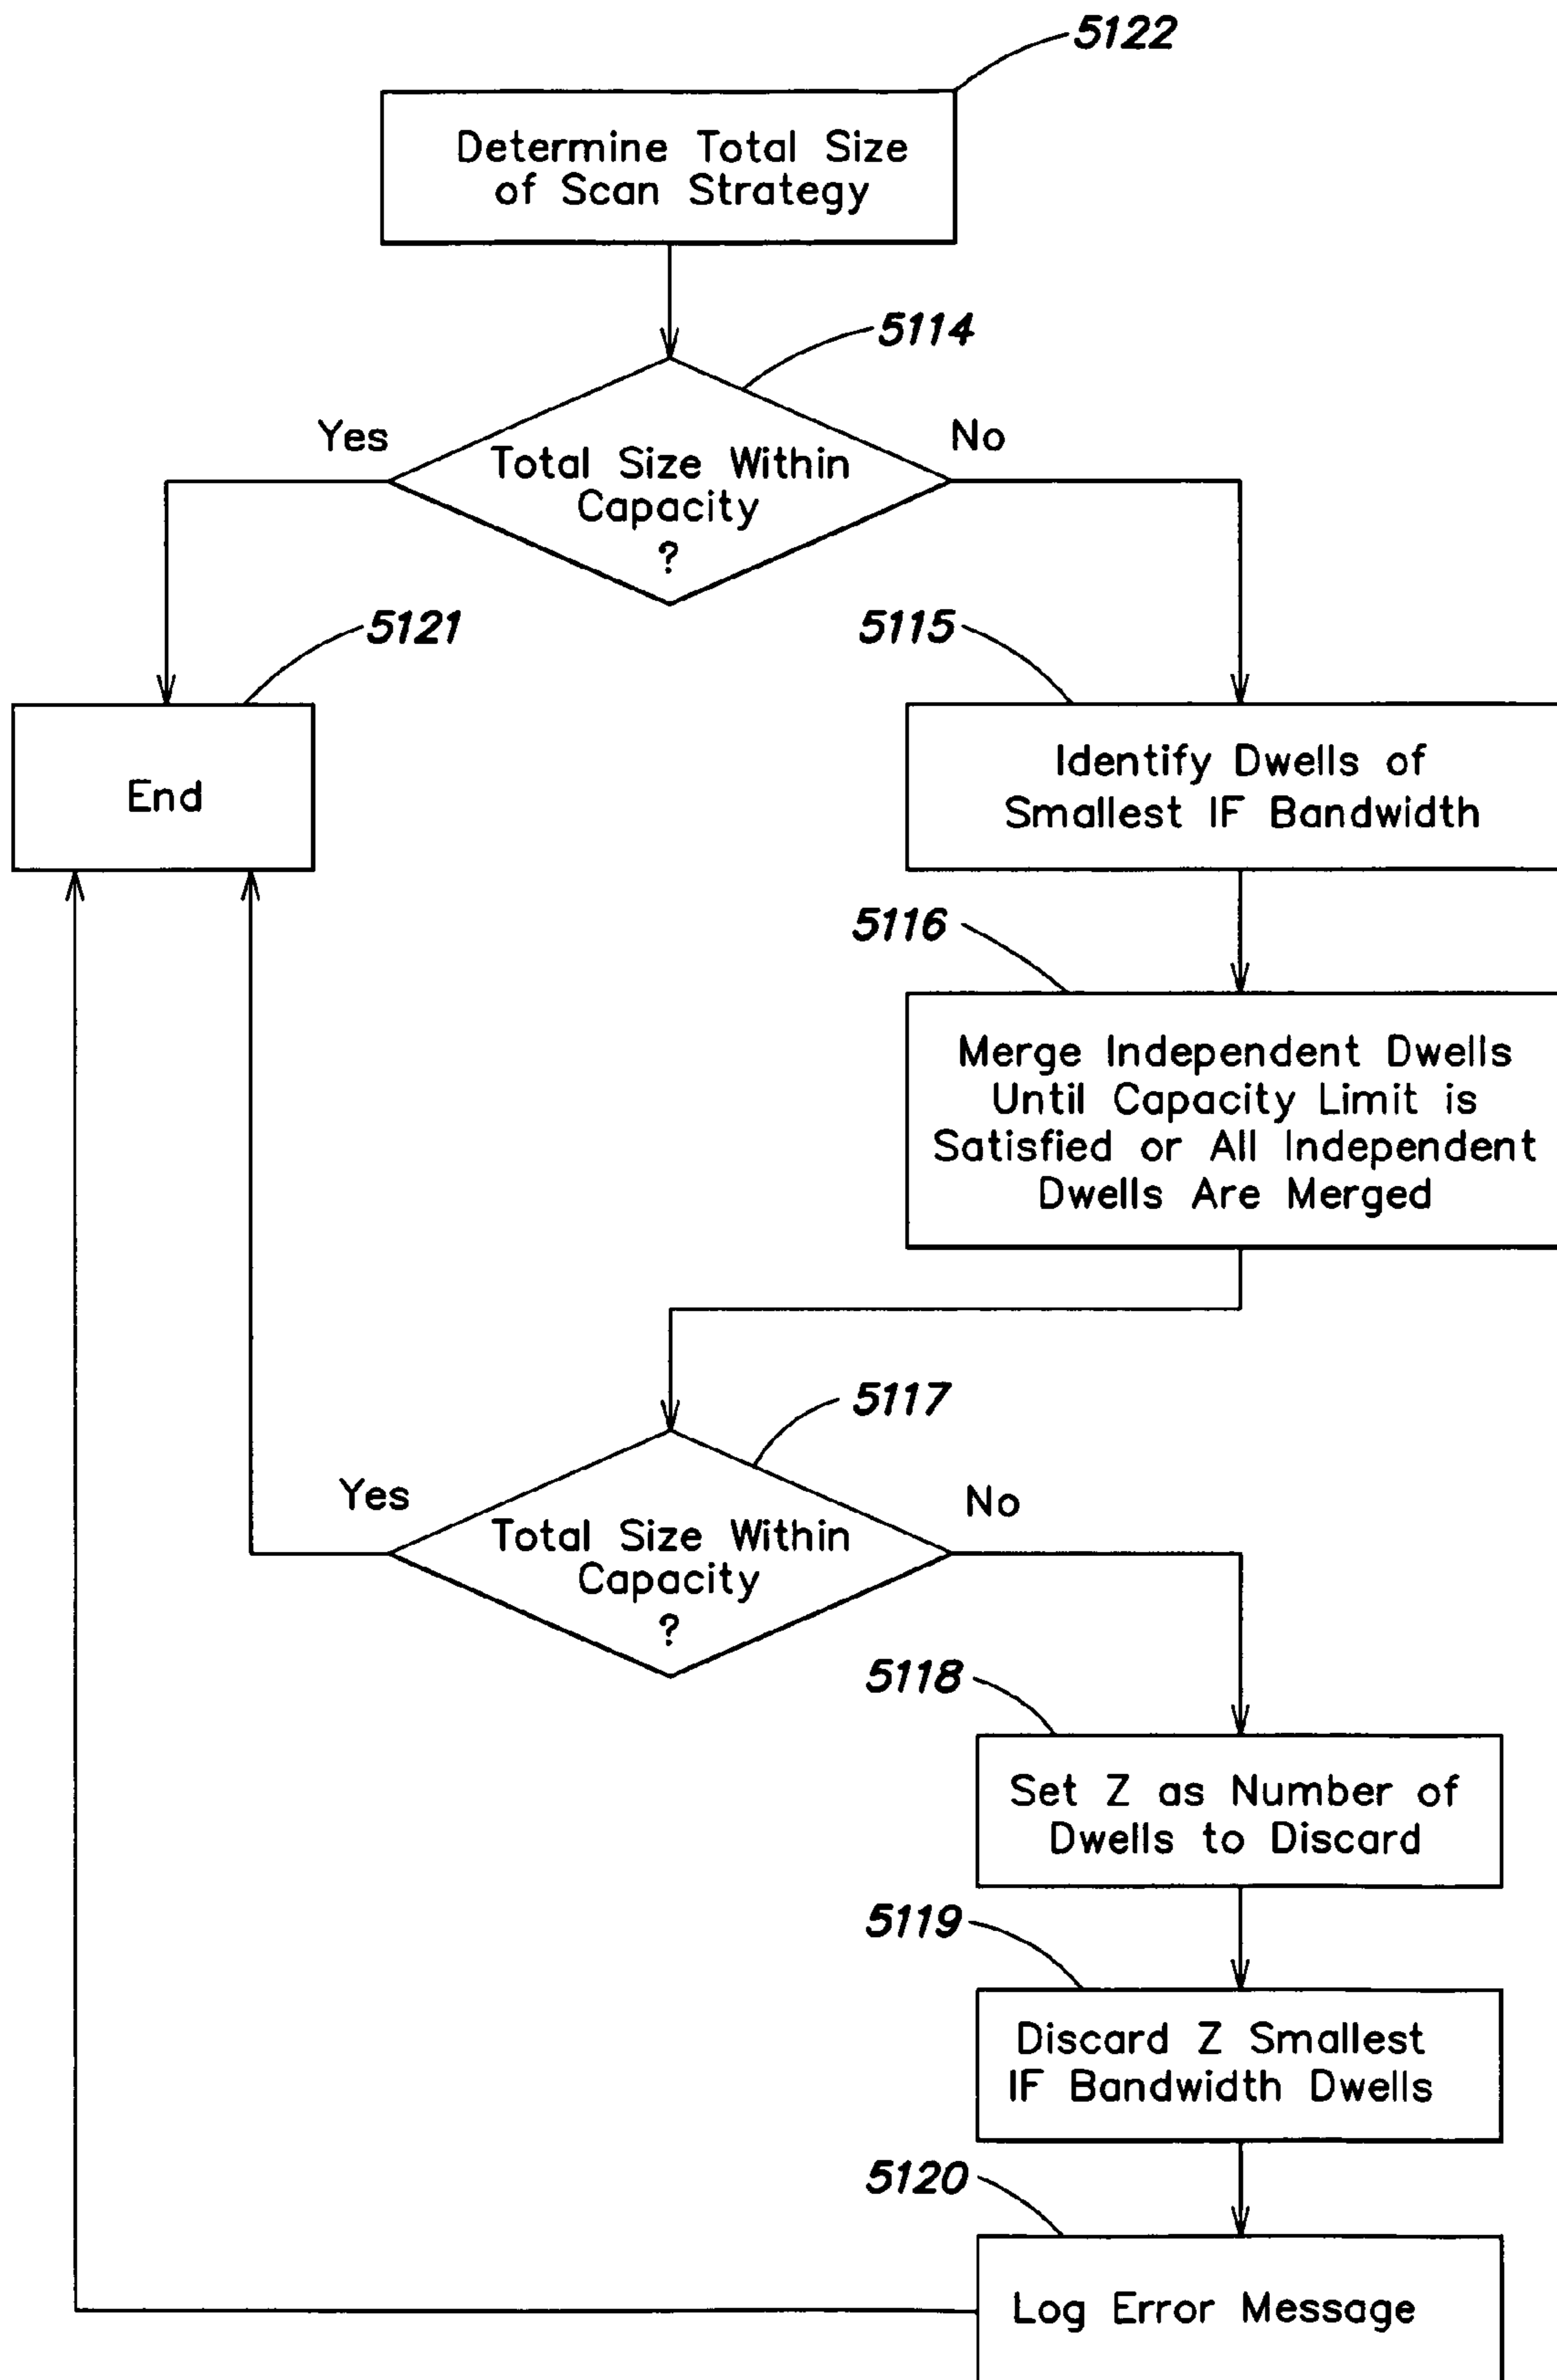 5122
Determine Total Size
of Scan Strategy
5114
Yes
No
Total Size Within
Capacity
?
5121
5115
End
Identify Dwells of
Smallest IF Bandwidth
5116
Merge Independent Dwells
Until Capacity Limit is
Satisfied or All Independent
Dwells Are Merged
5117
Yes
No
Total Size Within
Capacity
?
5118
Set Z as Number of
Dwells to Discard
5119
Discard Z Smallest
IF Bandwidth Dwells
5120
Log Error Message